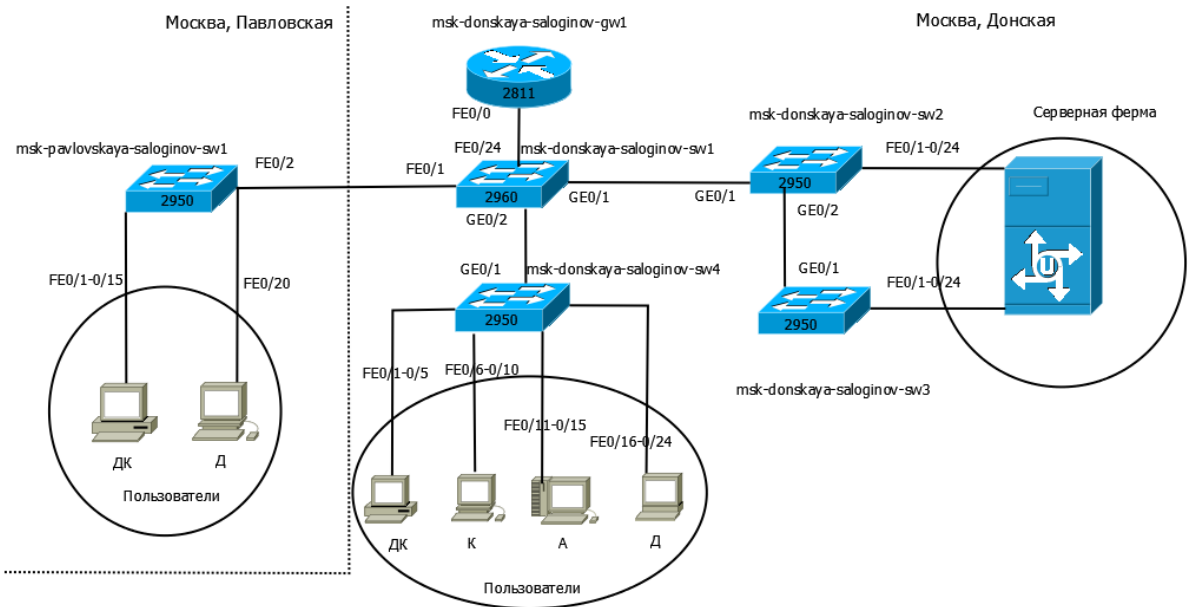 Москва, Павловская
msk-donskaya-saloginov-gw1
Москва, Донская
2811
FE0/0
msk-donskaya-saloginov-sw2
Серверная ферма
msk-pavlovskaya-saloginov-sw1
FE0/2
FE0/24
msk-donskaya-saloginov-sw1
FE0/1
FE0/1-0/24
2950
2960
GE0/1
GE0/1
2950
GE0/2
GE0/2
FE0/1-0/15
FE0/20
GE0/1
msk-donskaya-saloginov-sw4
GE0/1
FE0/1-0/24
U
2950
2950
FE0/1-0/5
FE0/6-0/10
msk-donskaya-saloginov-sw3
FE0/11-0/15
FE0/16-0/24
ДК
Д
Пользователи
ДК
К
А
Д
Пользователи